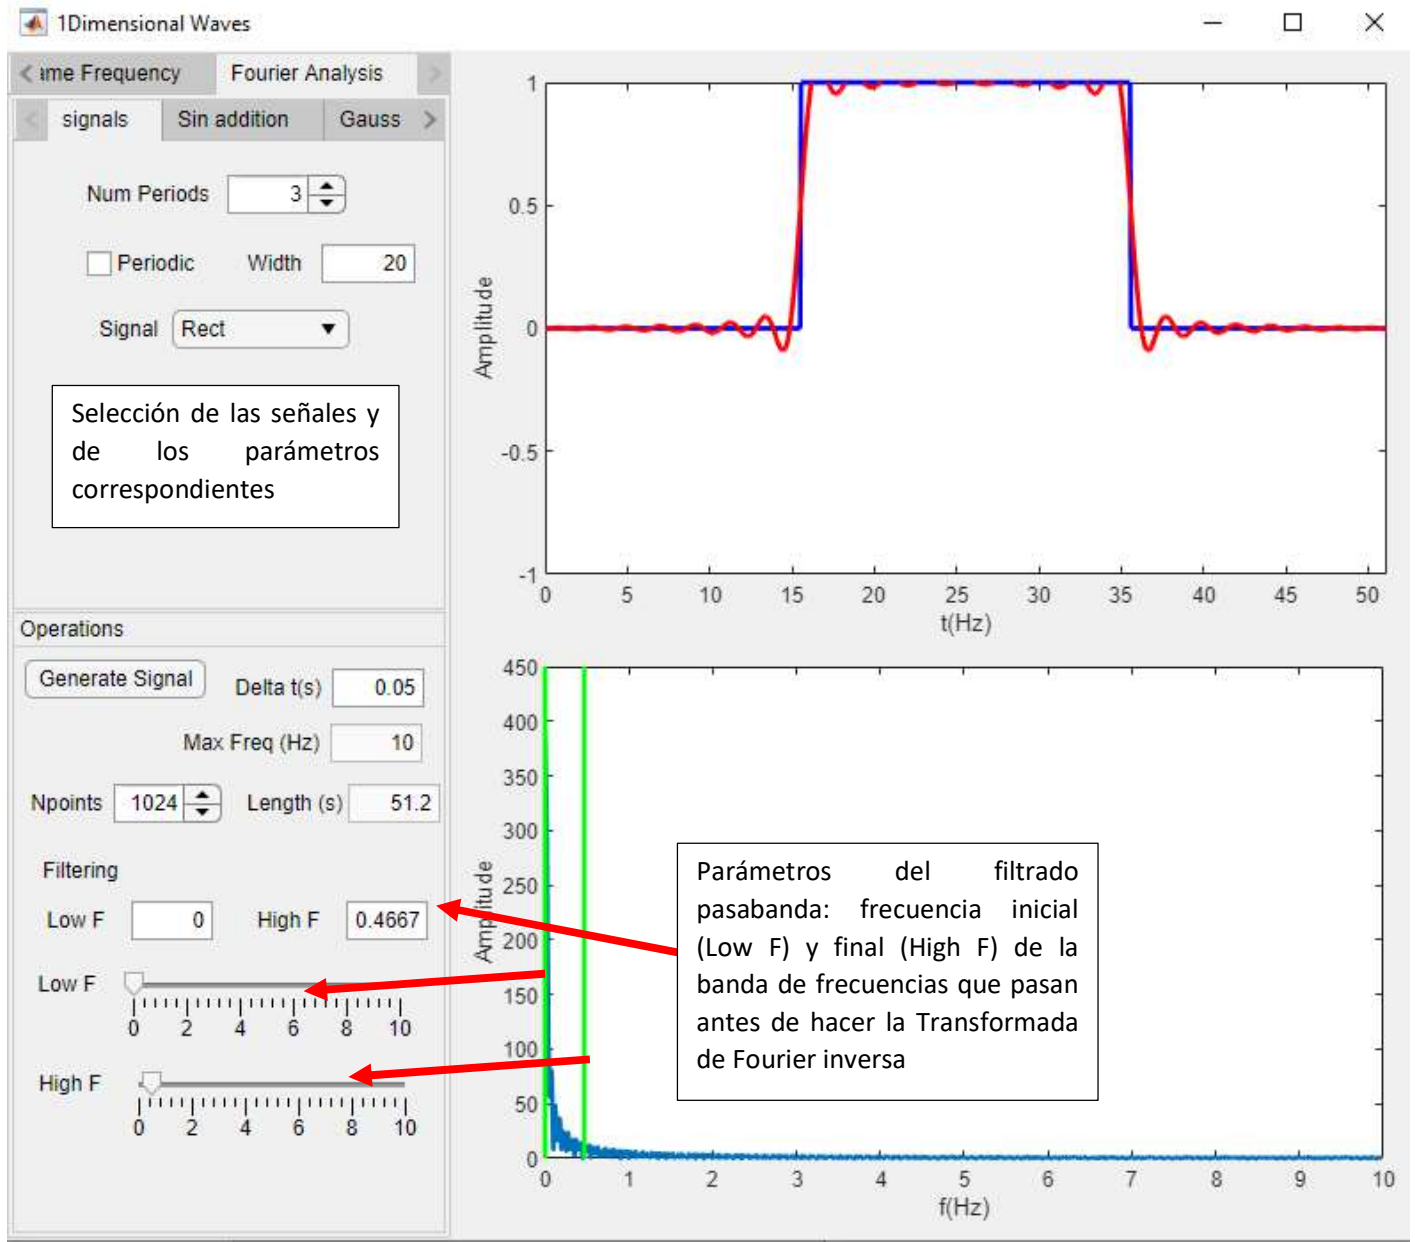 1Dimensional Waves
ime Frequency
Fourier Analysis
signals
Sin addition
Gauss
Num Periods
3
Periodic
Width
20
Signal
Rect
Selección de las señales y
de los parámetros
correspondientes
Operations
Generate Signal
Delta t(s)
0.05
Max Freq (Hz)
10
Npoints
1024
Length (s)
51.2
Filtering
Low F
0
High F
0.4667
Low F
0 2 4 6 8 10
High F
0 2 4 6 8 10
1
0.5
0
-0.5
-1
Amplitude
0 5 10 15 20 25 30 35 40 45 50
t(Hz)
450
400
350
300
250
200
150
100
50
0
Amplitude
0 1 2 3 4 5 6 7 8 9 10
f(Hz)
Parámetros del filtrado
pasabanda: frecuencia inicial
(Low F) y final (High F) de la
banda de frecuencias que pasan
antes de hacer la Transformada
de Fourier inversa